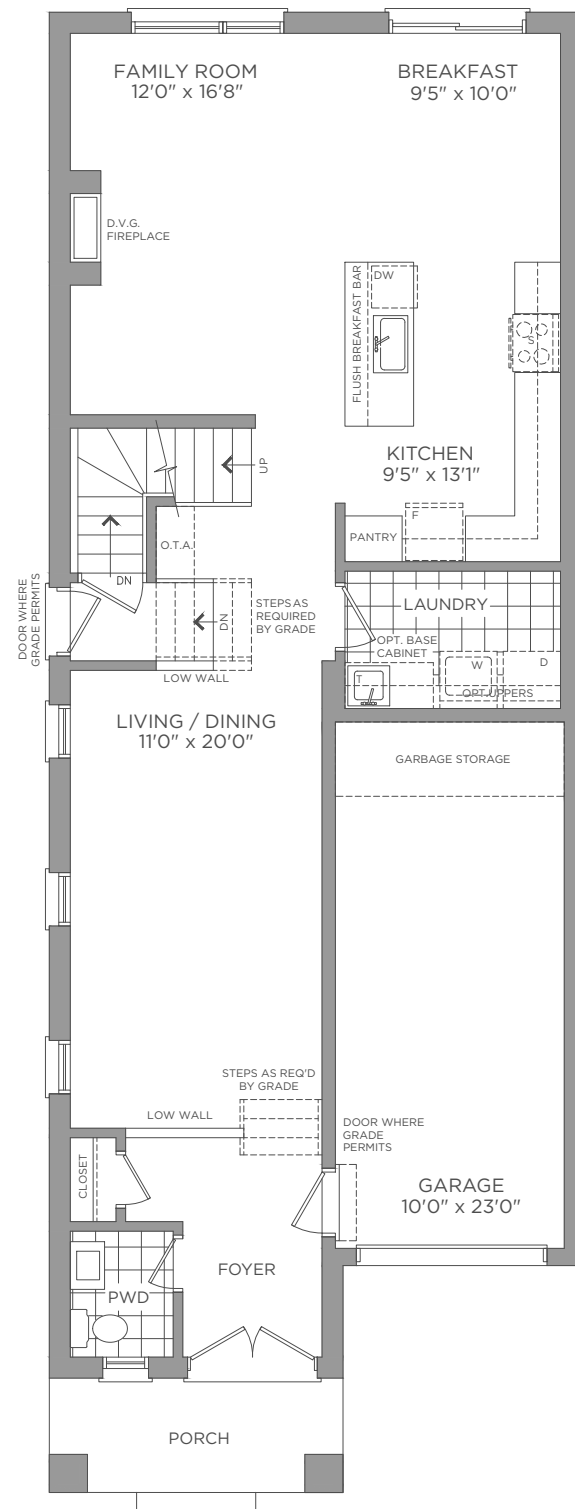 FAMILY ROOM
12'0" x 16'8"
BREAKFAST
9'5" x 10'0"
D.V.G.
FIREPLACE
DW
FLUSH BREAKFAST BAR
S
KITCHEN
9'5" x 13'1"
UP
F
PANTRY
O.T.A.
DN
DOOR WHERE
GRADE PERMITS
DN
STEPS AS
REQUIRED
BY GRADE
LAUNDRY
OPT. BASE
CABINET
W
D
T
OPT.UPPERS
LOW WALL
LIVING / DINING
11'0" x 20'0"
GARBAGE STORAGE
STEPS AS REQ'D
BY GRADE
LOW WALL
DOOR WHERE
GRADE
PERMITS
CLOSET
GARAGE
10'0" x 23'0"
FOYER
PWD
PORCH